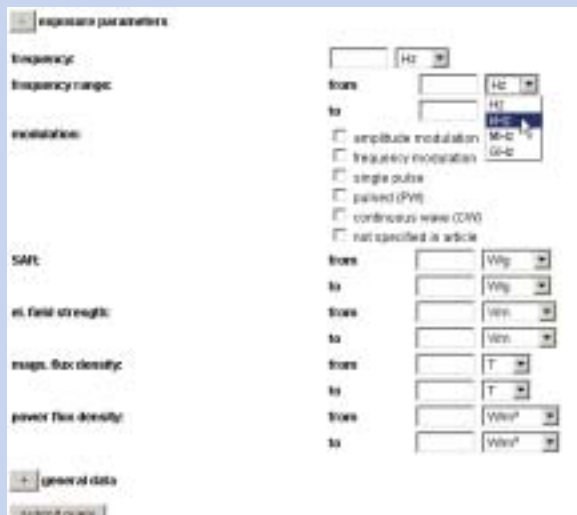 + exposure parameters
frequency: Hz
frequency range: from Hz
to
Hz
kHz
MHz
GHz
modulation: amplitude modulation
frequency modulation
single pulse
pulsed (PW)
continuous wave (CW)
not specified in article
SAR: from W/g
to W/g
el. field strength: from V/m
to V/m
magn. flux density: from T
to T
power flux density: from W/m²
to W/m²
+ general data
submit query